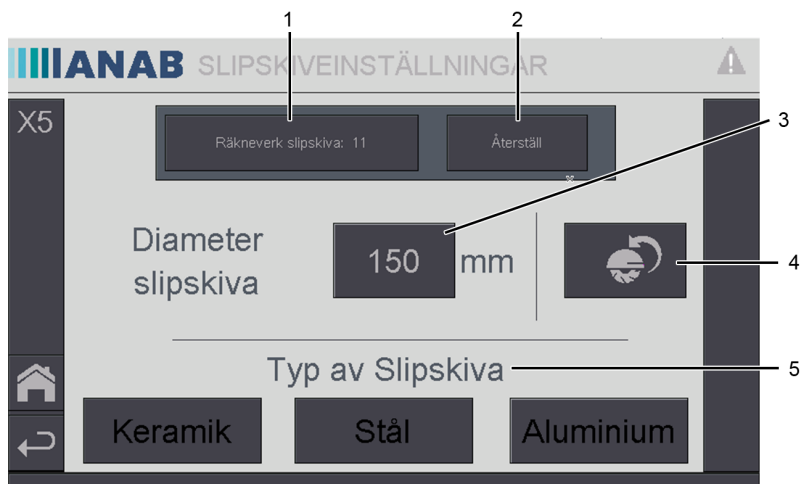 1
2
ANAB SLIPSKIVEINSTÄLLNINGAR
X5
3
Räkneverk slipskiva: 11
Återställ
Diameter
slipskiva
150 mm
4
Typ av Slipskiva
5
Keramik
Stål
Aluminium